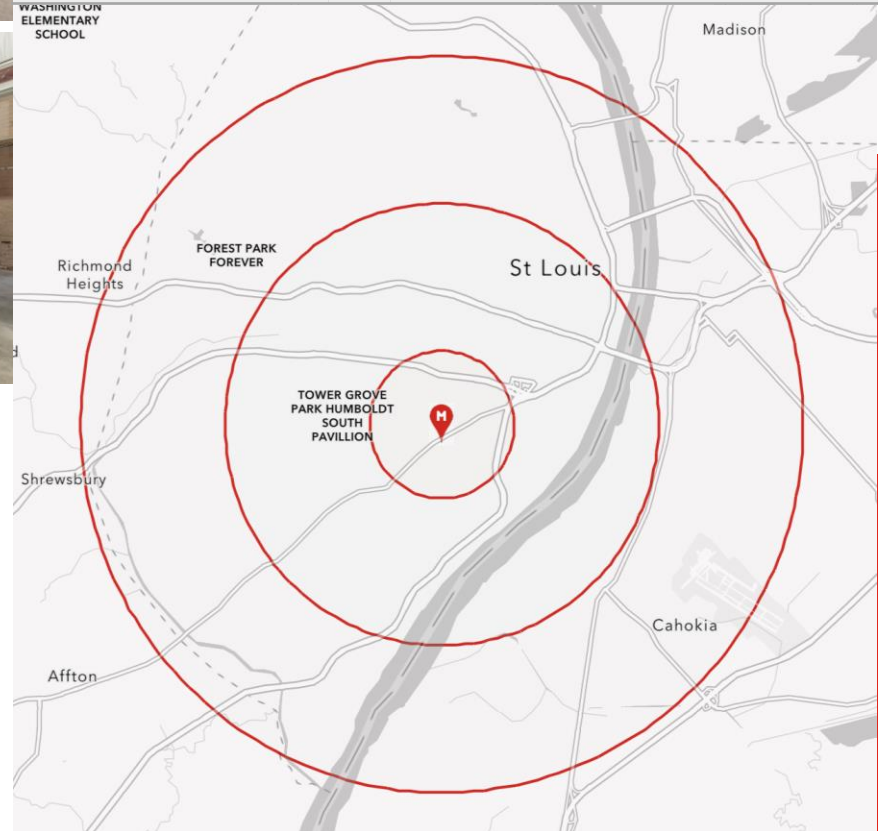 WASHINGTON
ELEMENTARY
SCHOOL
Madison
FOREST PARK
FOREVER
Richmond
Heights
St Louis
TOWER GROVE
PARK HUMBOLDT
SOUTH
PAVILLION
M
Shrewsbury
Cahokia
Affton